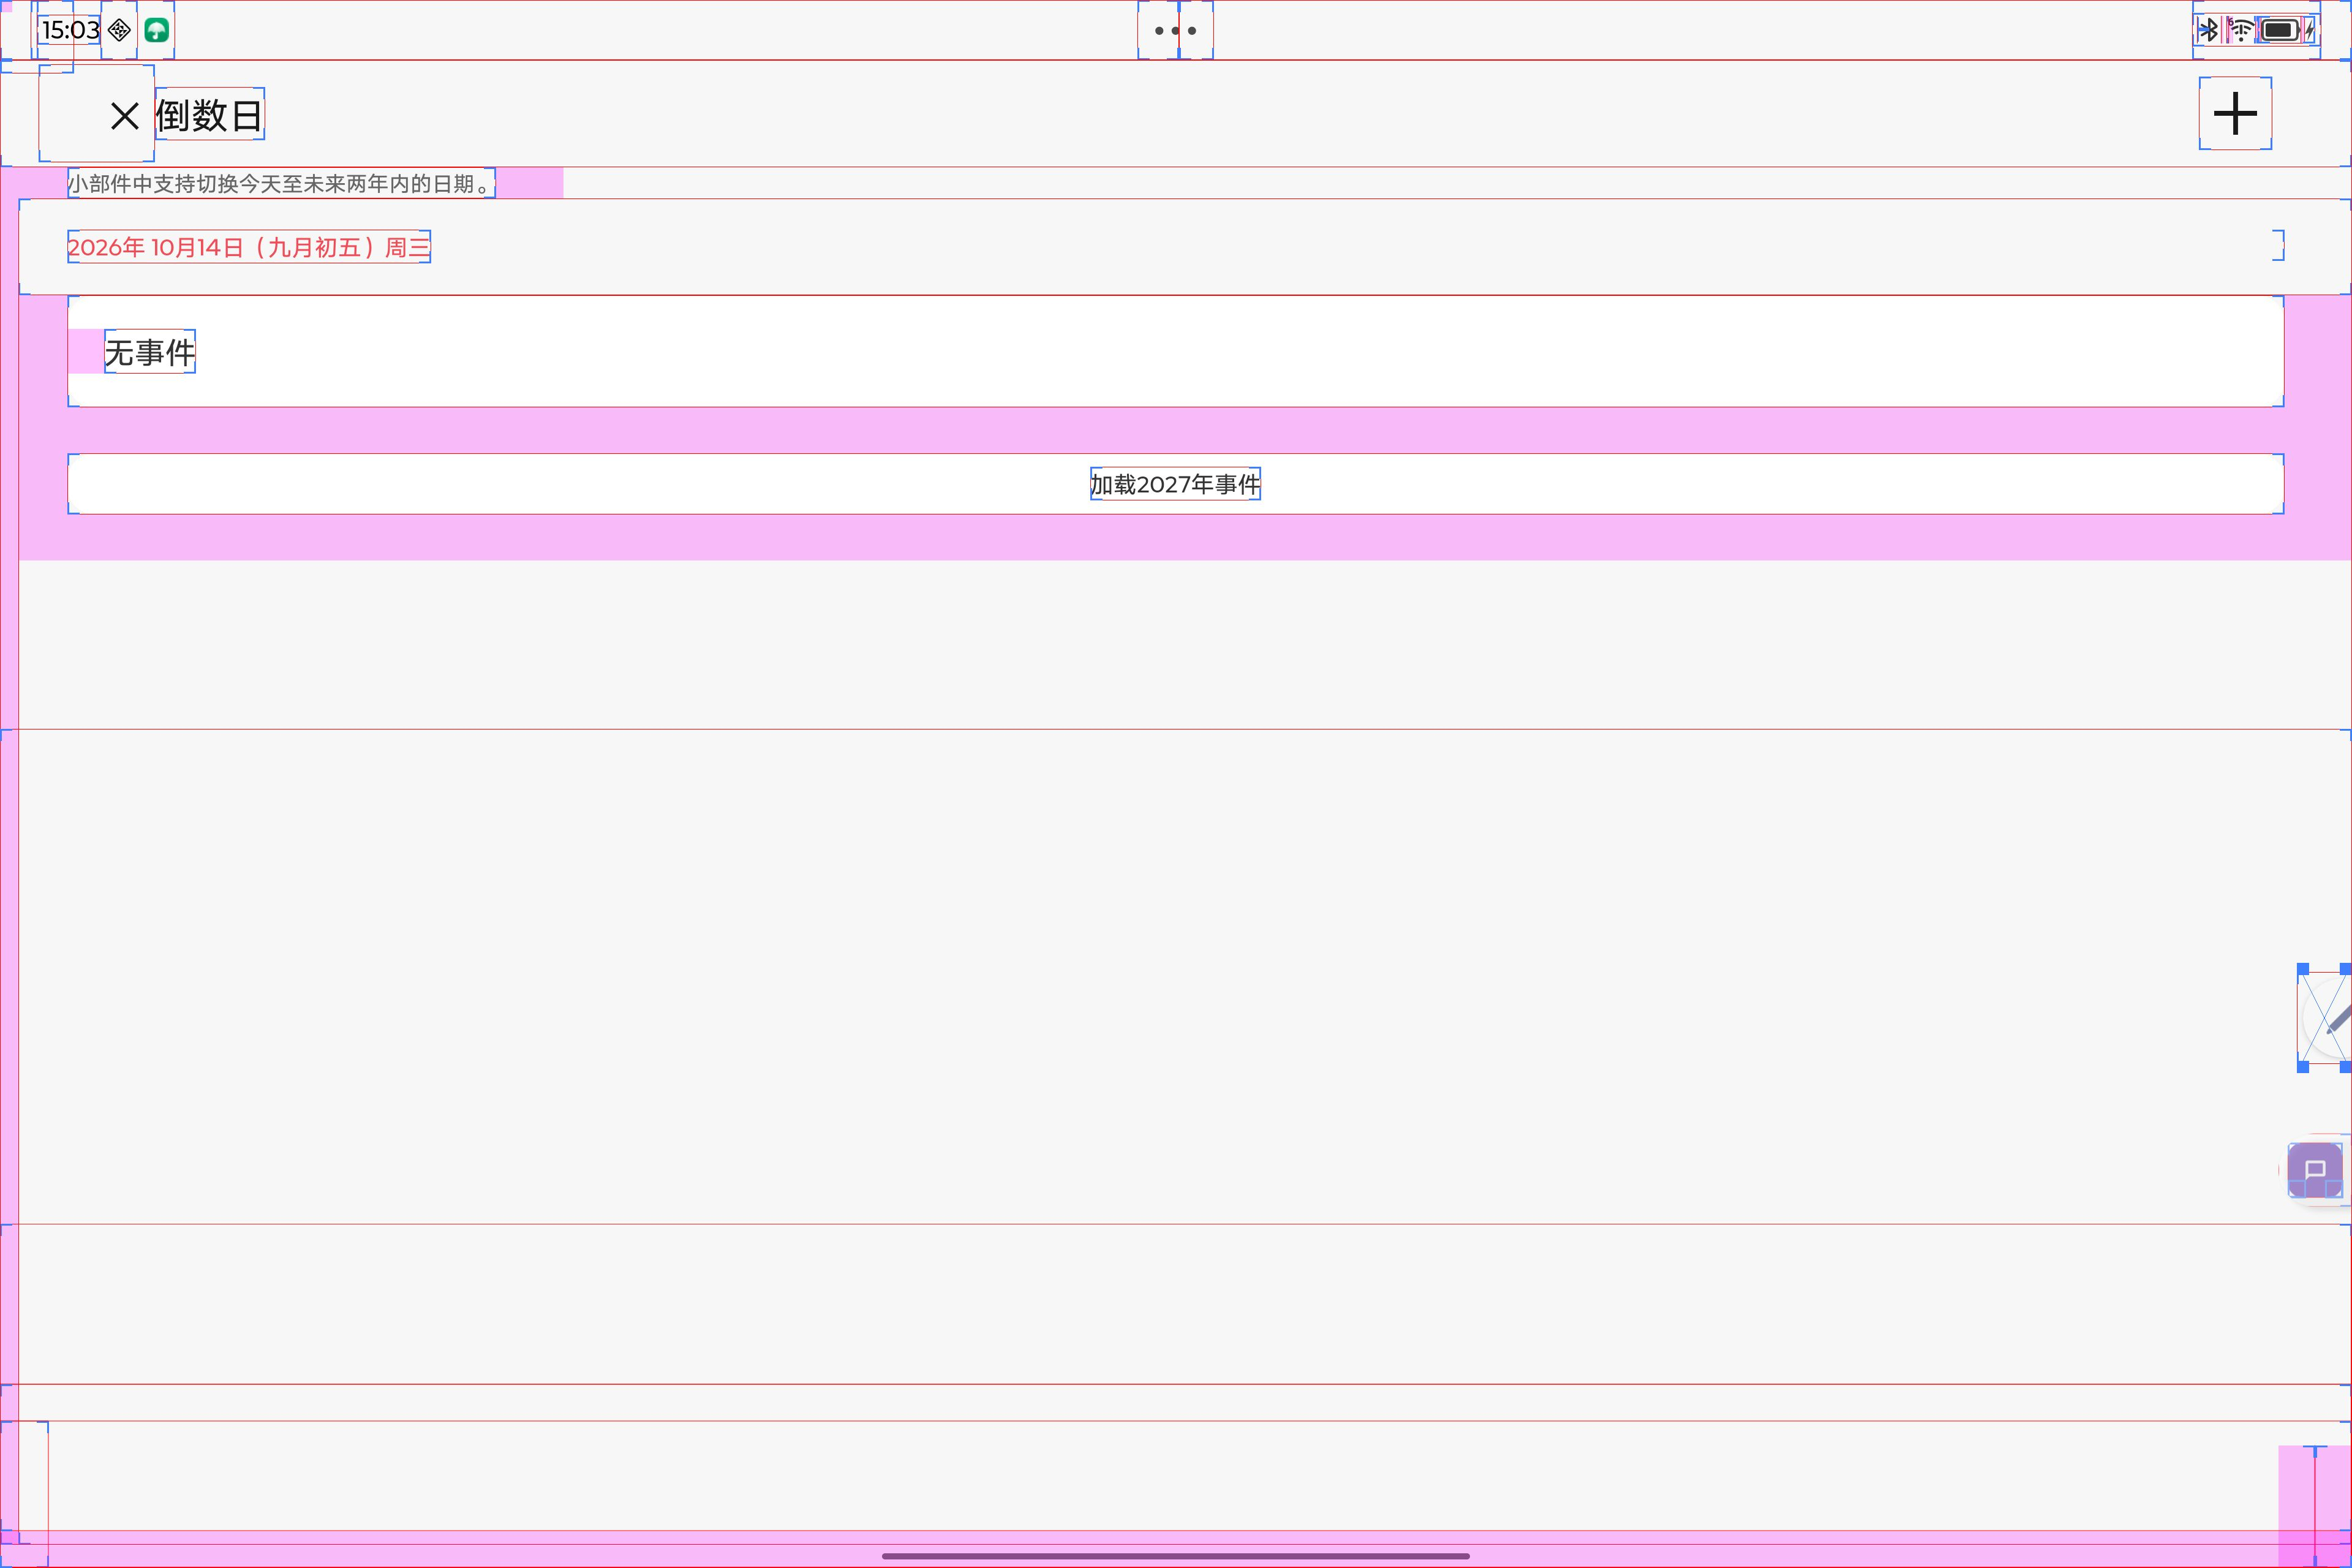 15:03
倒数日
小部件中支持切换今天至未来两年内的日期。
2026年 10月14日（九月初五）周三
无事件
加载2027年事件